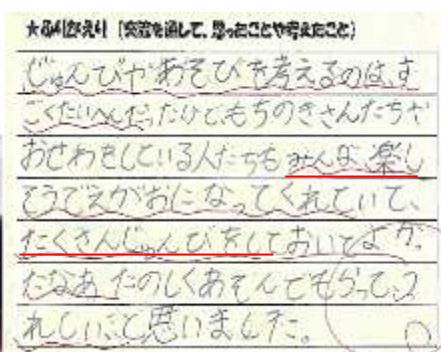 ★ふりかえり（交流を通して、思ったことや考えたこと）
じゅんびやあそびを考えるのは、す
ごくたいへんだったけどもちのきさんたちや
おせわをしている人たちもみんな、楽し
そうでえがおになってくれていて、
たくさんじゅんびをしておいてよか
たなあ、たのしくあそんでもらって、う
れしいと思いました。